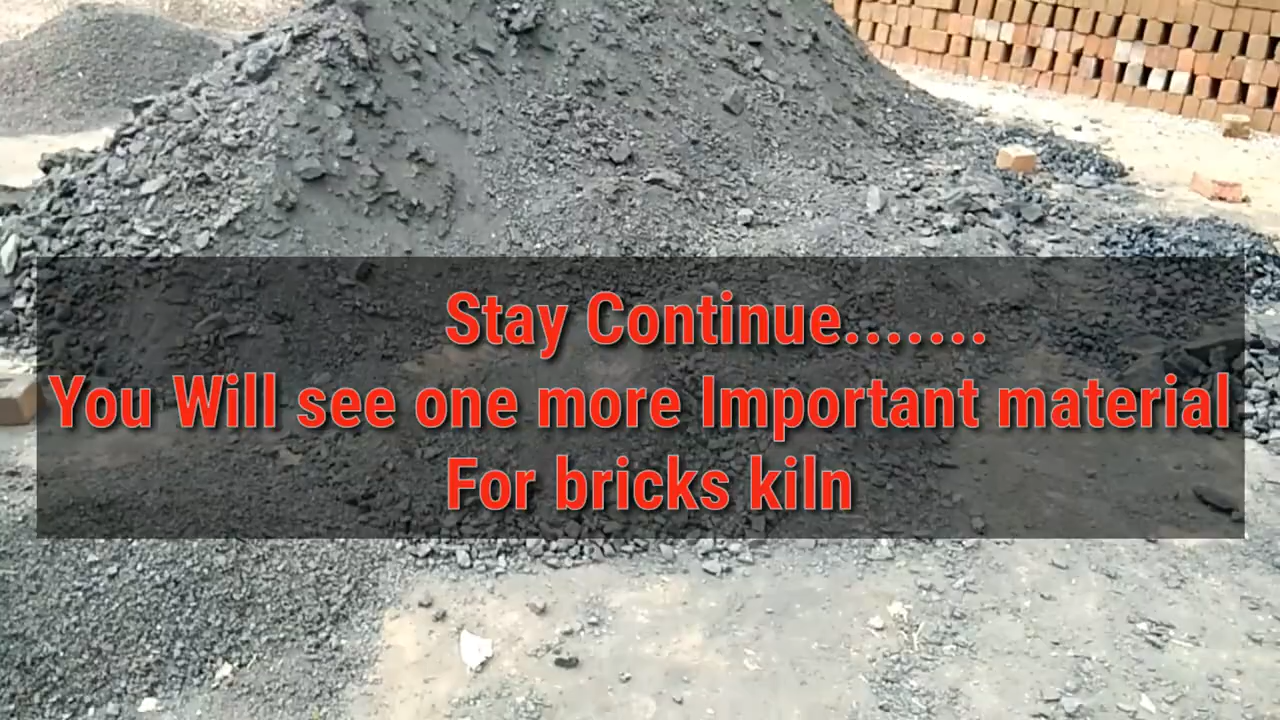 Stay Continue.......
You Will see one more Important material
For bricks kiln